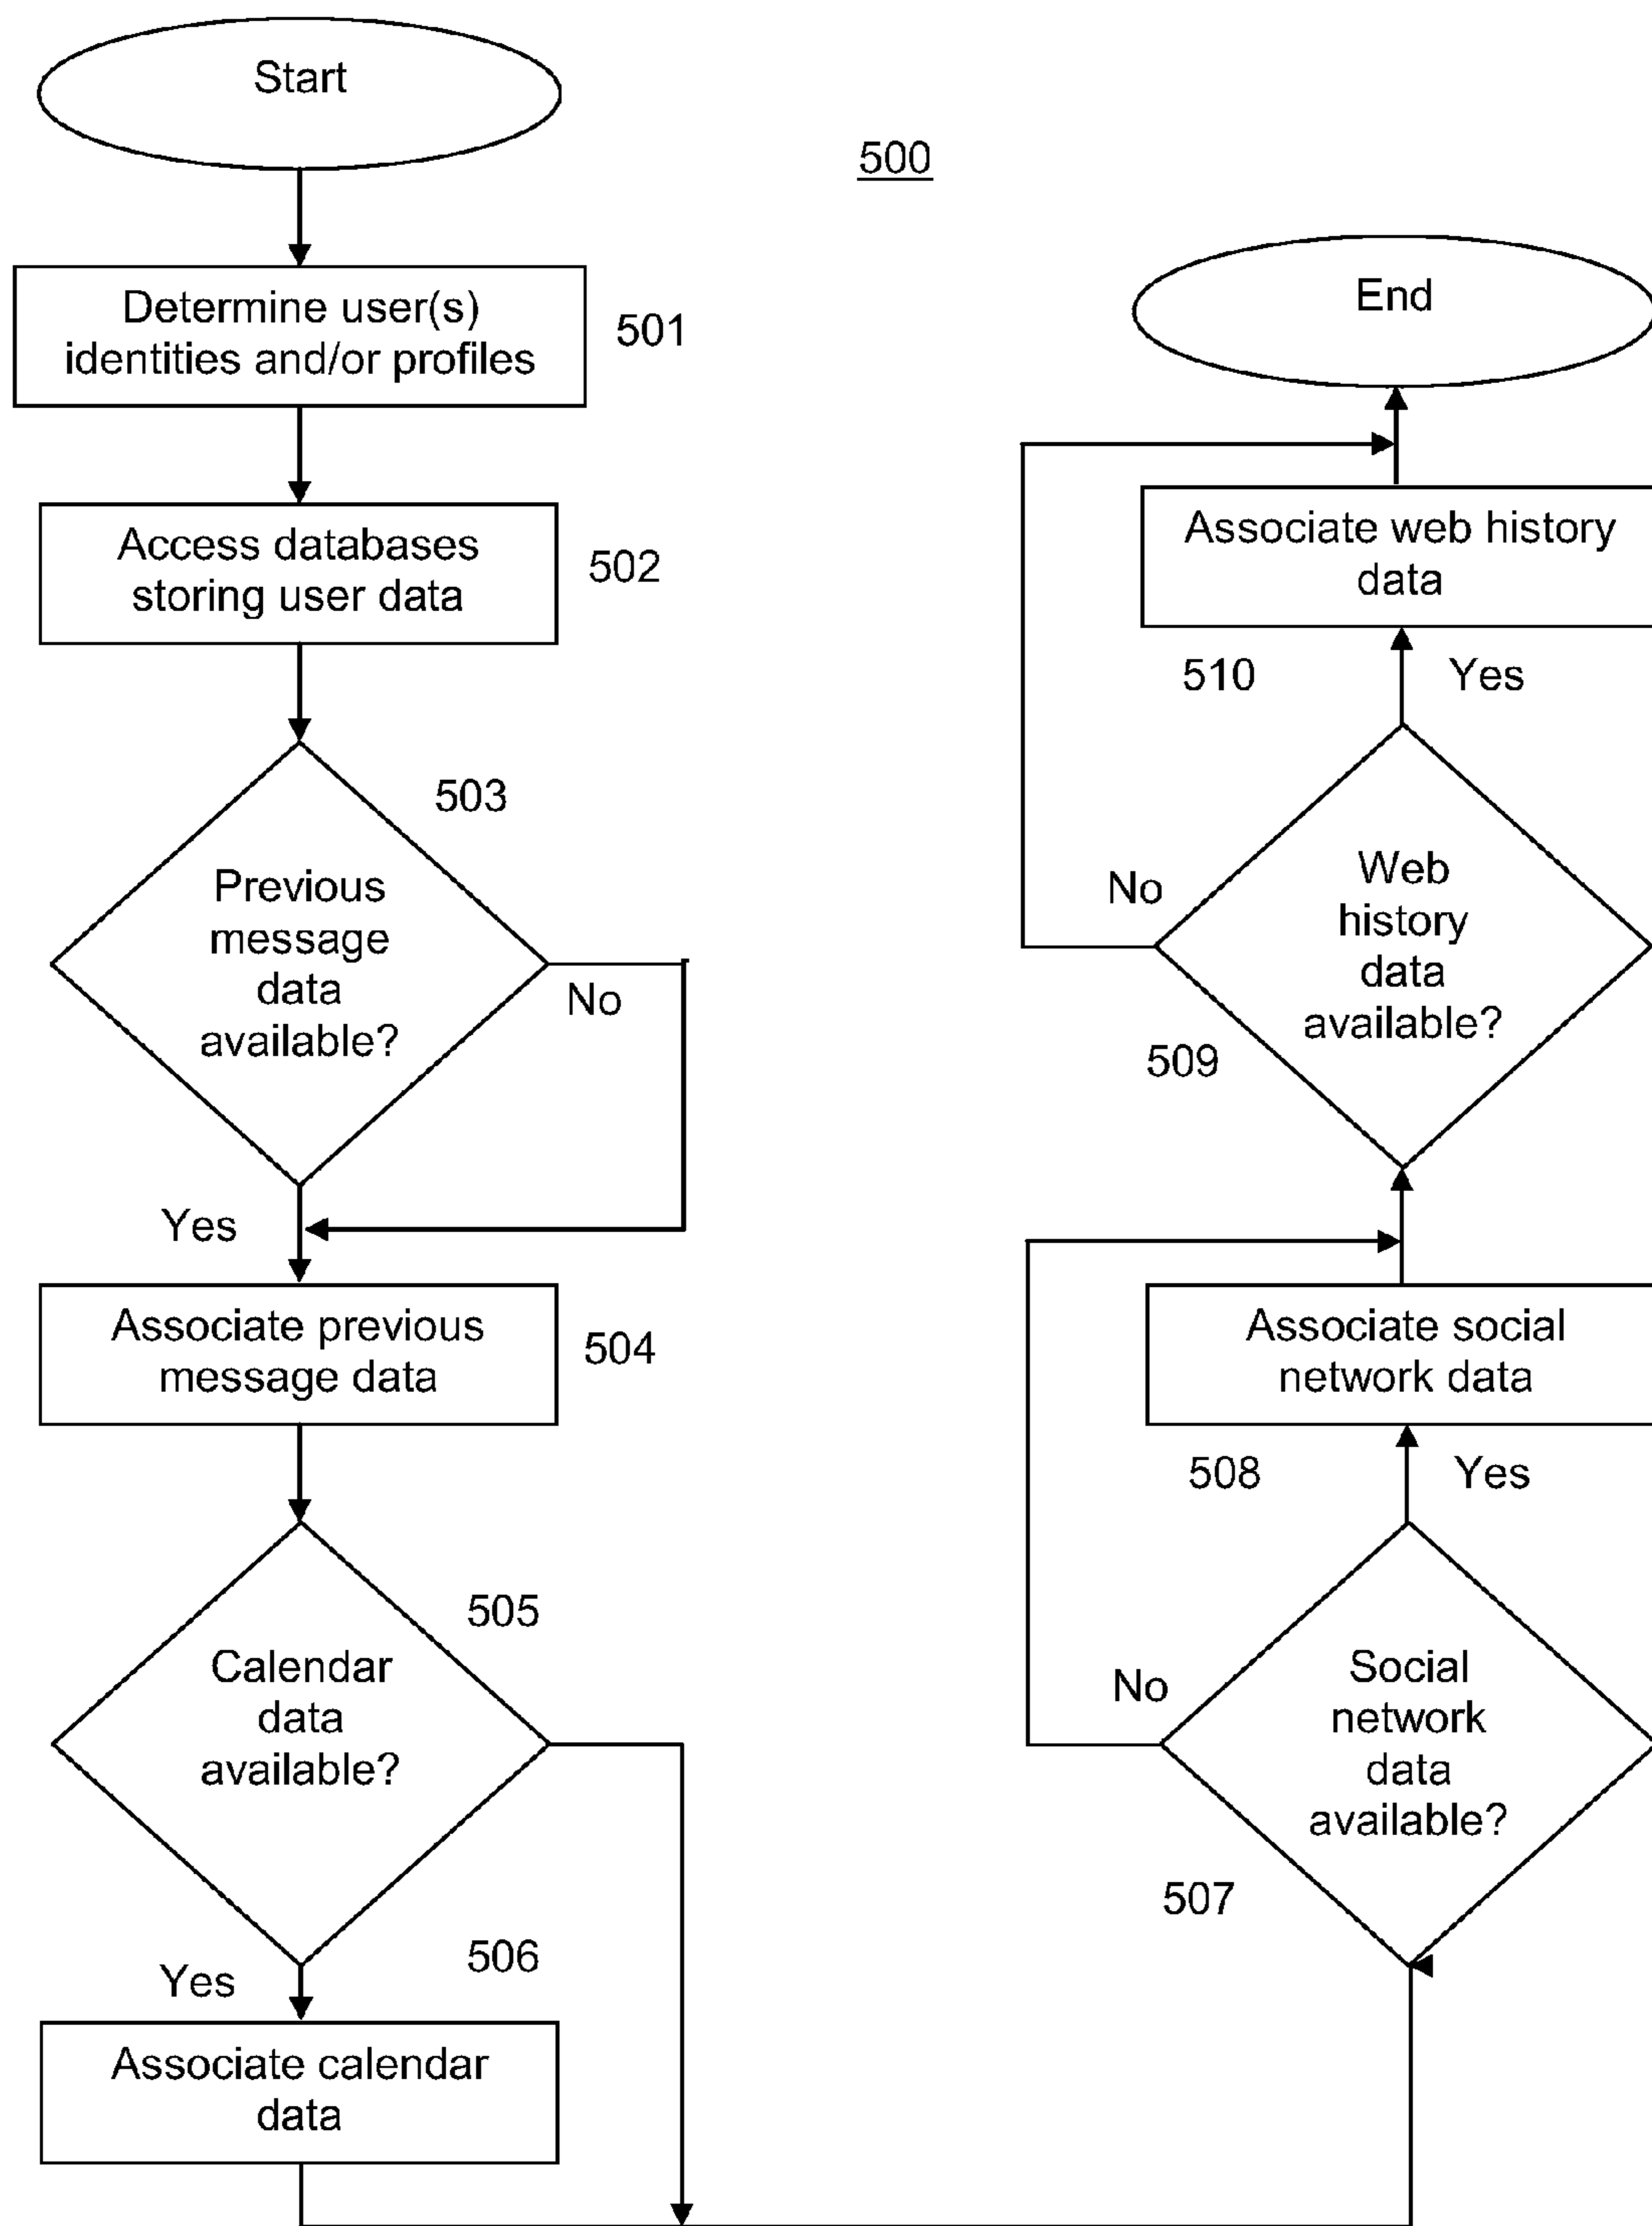 Start
500
Determine user(s)
identities and/or profiles
501
Access databases
storing user data
502
503
Previous
message
data
available?
No
Yes
Associate previous
message data
504
505
Calendar
data
available?
506
Yes
Associate calendar
data
End
Associate web history
data
510
Yes
No
Web
history
data
available?
509
Associate social
network data
508
Yes
No
Social
network
data
available?
507